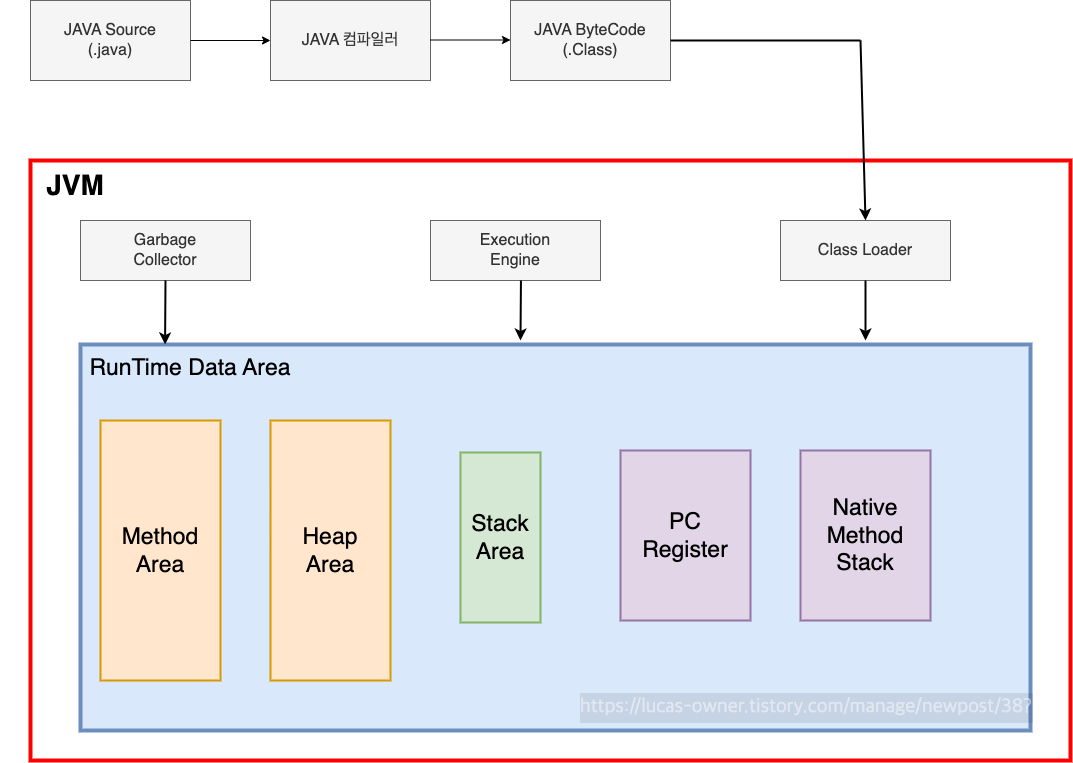 JAVA Source
(.java)
JAVA 컴파일러
JAVA ByteCode
(.Class)
JVM
Garbage
Collector
Execution
Engine
Class Loader
RunTime Data Area
Method
Area
Heap
Area
Stack
Area
PC
Register
Native
Method
Stack
https://lucas-owner.tistory.com/manage/newpost/38?